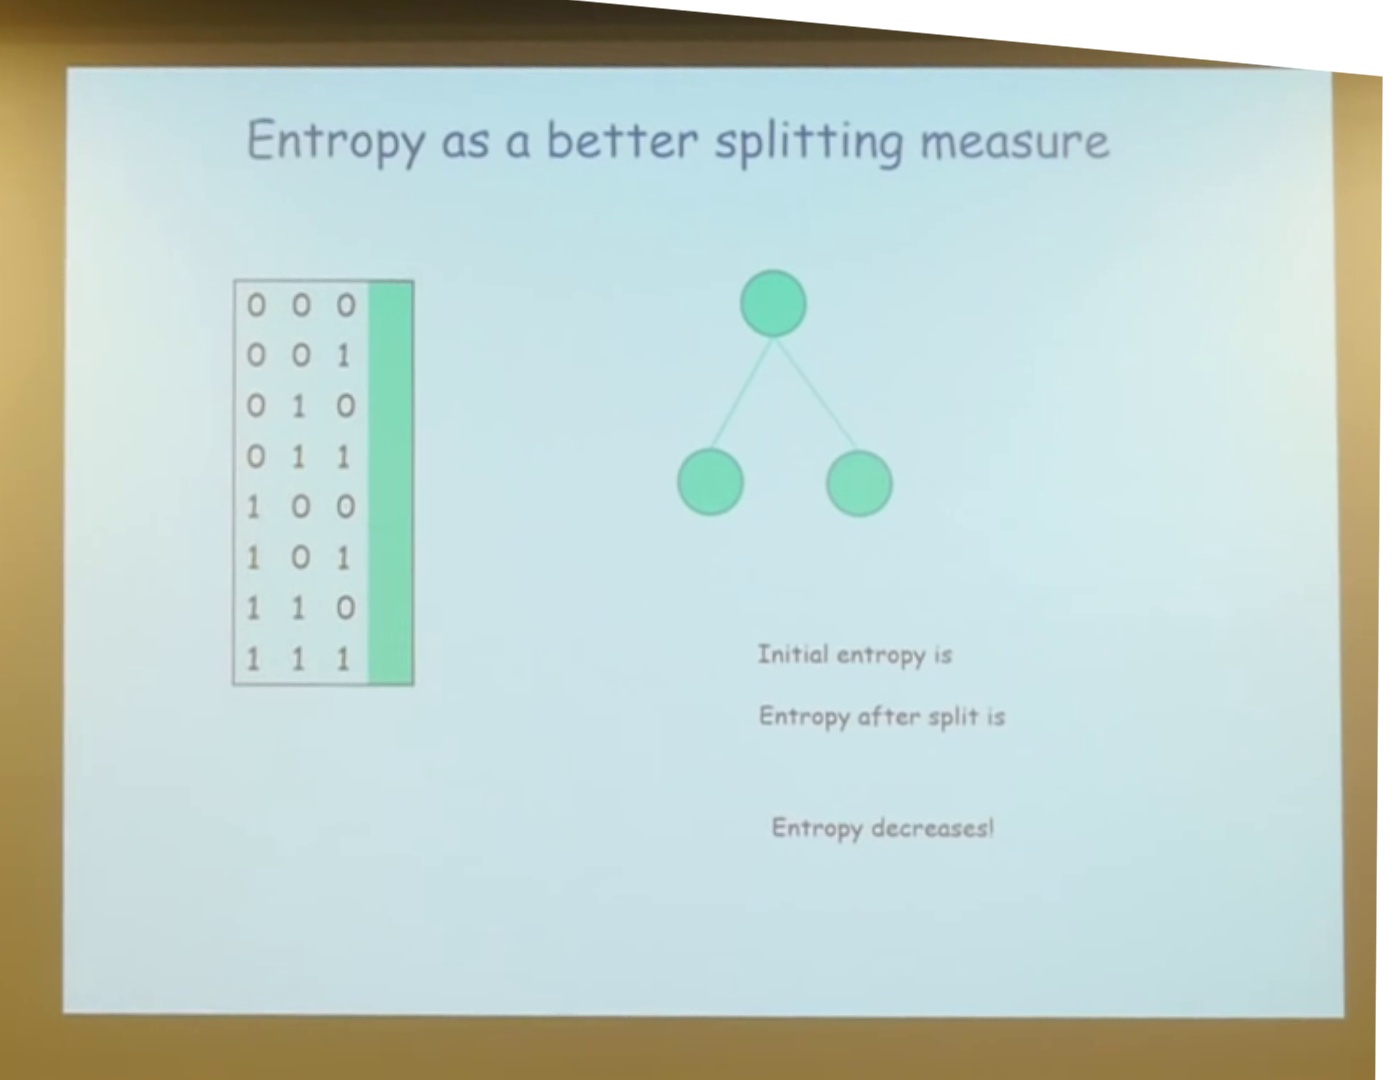 Entropy as a better splitting measure
0 0 0
0 0 1
0 1 0
0 1 1
1 0 0
1 0 1
1 1 0
1 1 1
Initial entropy is
Entropy after split is
Entropy decreases!